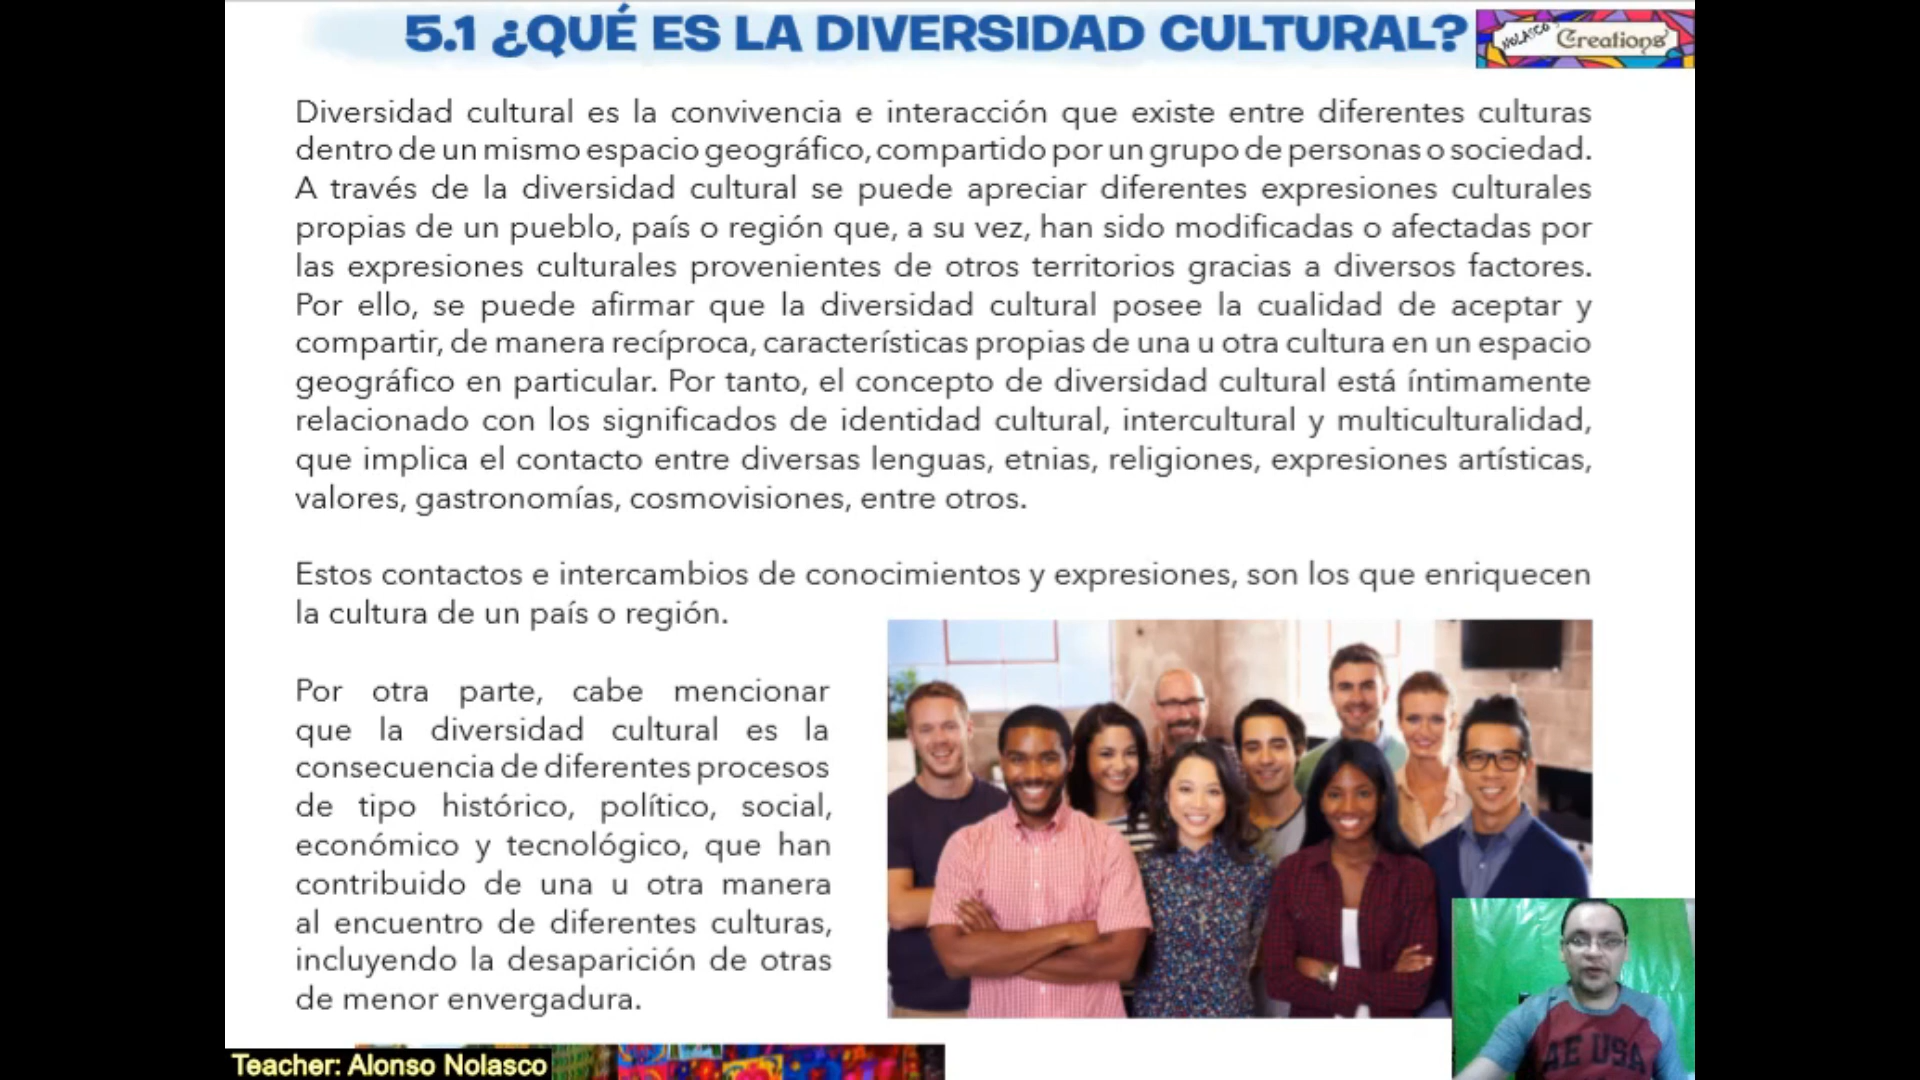 5.1 ¿QUÉ ES LA DIVERSIDAD CULTURAL?
NOLASCO'S Creations
Diversidad cultural es la convivencia e interacción que existe entre diferentes culturas
dentro de un mismo espacio geográfico, compartido por un grupo de personas o sociedad.
A través de la diversidad cultural se puede apreciar diferentes expresiones culturales
propias de un pueblo, país o región que, a su vez, han sido modificadas o afectadas por
las expresiones culturales provenientes de otros territorios gracias a diversos factores.
Por ello, se puede afirmar que la diversidad cultural posee la cualidad de aceptar y
compartir, de manera recíproca, características propias de una u otra cultura en un espacio
geográfico en particular. Por tanto, el concepto de diversidad cultural está íntimamente
relacionado con los significados de identidad cultural, intercultural y multiculturalidad,
que implica el contacto entre diversas lenguas, etnias, religiones, expresiones artísticas,
valores, gastronomías, cosmovisiones, entre otros.
Estos contactos e intercambios de conocimientos y expresiones, son los que enriquecen
la cultura de un país o región.
Por otra parte, cabe mencionar
que la diversidad cultural es la
consecuencia de diferentes procesos
de tipo histórico, político, social,
económico y tecnológico, que han
contribuido de una u otra manera
al encuentro de diferentes culturas,
incluyendo la desaparición de otras
de menor envergadura.
AE USA
Teacher: Alonso Nolasco